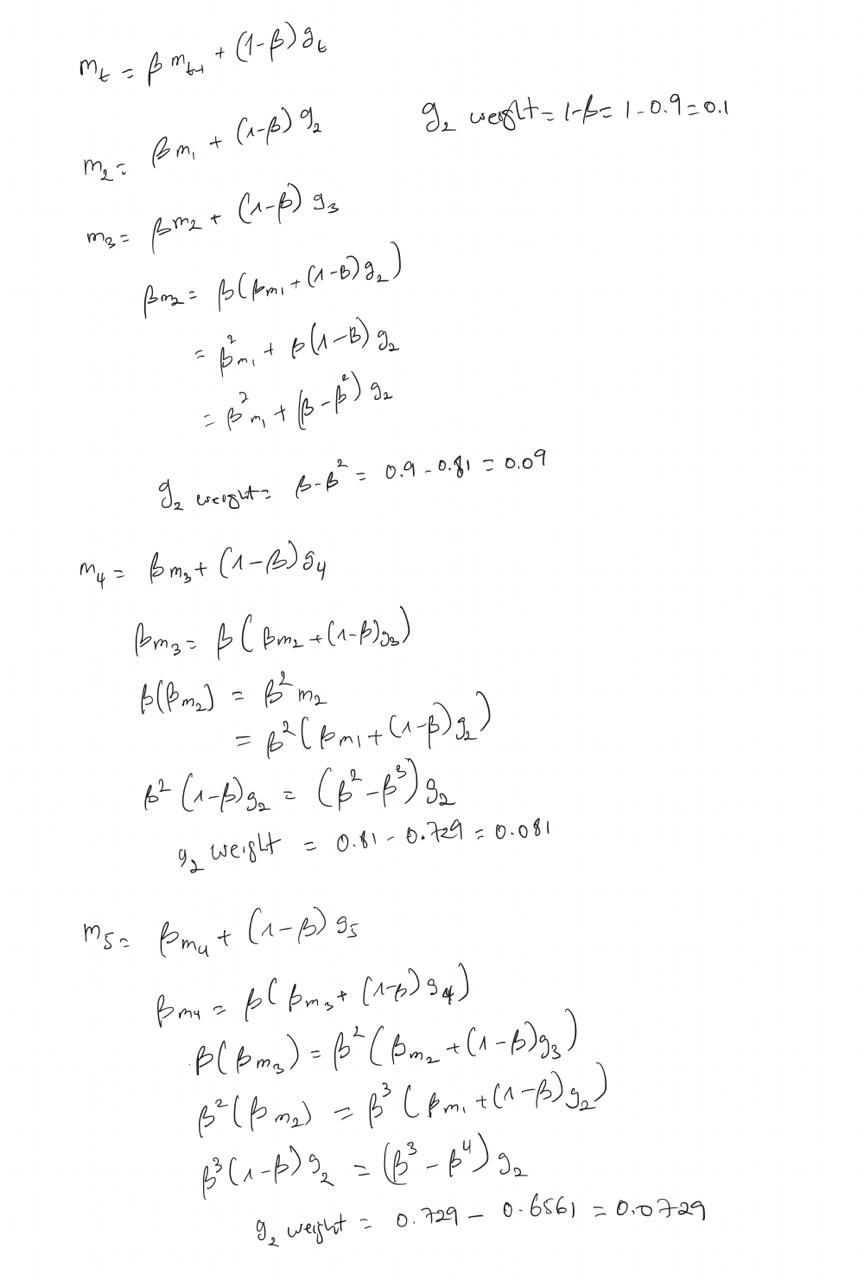 m_t = β m_{t-1} + (1-β) g_t
g_2 weight = 1-β = 1 - 0.9 = 0.1
m_2 = β m_1 + (1-β) g_2
m_3 = β m_2 + (1-β) g_3
β m_2 = β(β m_1 + (1-β) g_2)
= β^2 m_1 + β(1-β) g_2
= β^2 m_1 + (β - β^2) g_2
g_2 weight = β - β^2 = 0.9 - 0.81 = 0.09
m_4 = β m_3 + (1-β) g_4
β m_3 = β(β m_2 + (1-β) g_3)
β(β m_2) = β^2 m_2
= β^2 (β m_1 + (1-β) g_2)
β^2 (1-β) g_2 = (β^2 - β^3) g_2
g_2 weight = 0.81 - 0.729 = 0.081
m_5 = β m_4 + (1-β) g_5
β m_4 = β(β m_3 + (1-β) g_4)
β(β m_3) = β^2 (β m_2 + (1-β) g_3)
β^2 (β m_2) = β^3 (β m_1 + (1-β) g_2)
β^3 (1-β) g_2 = (β^3 - β^4) g_2
g_2 weight = 0.729 - 0.6561 = 0.0729